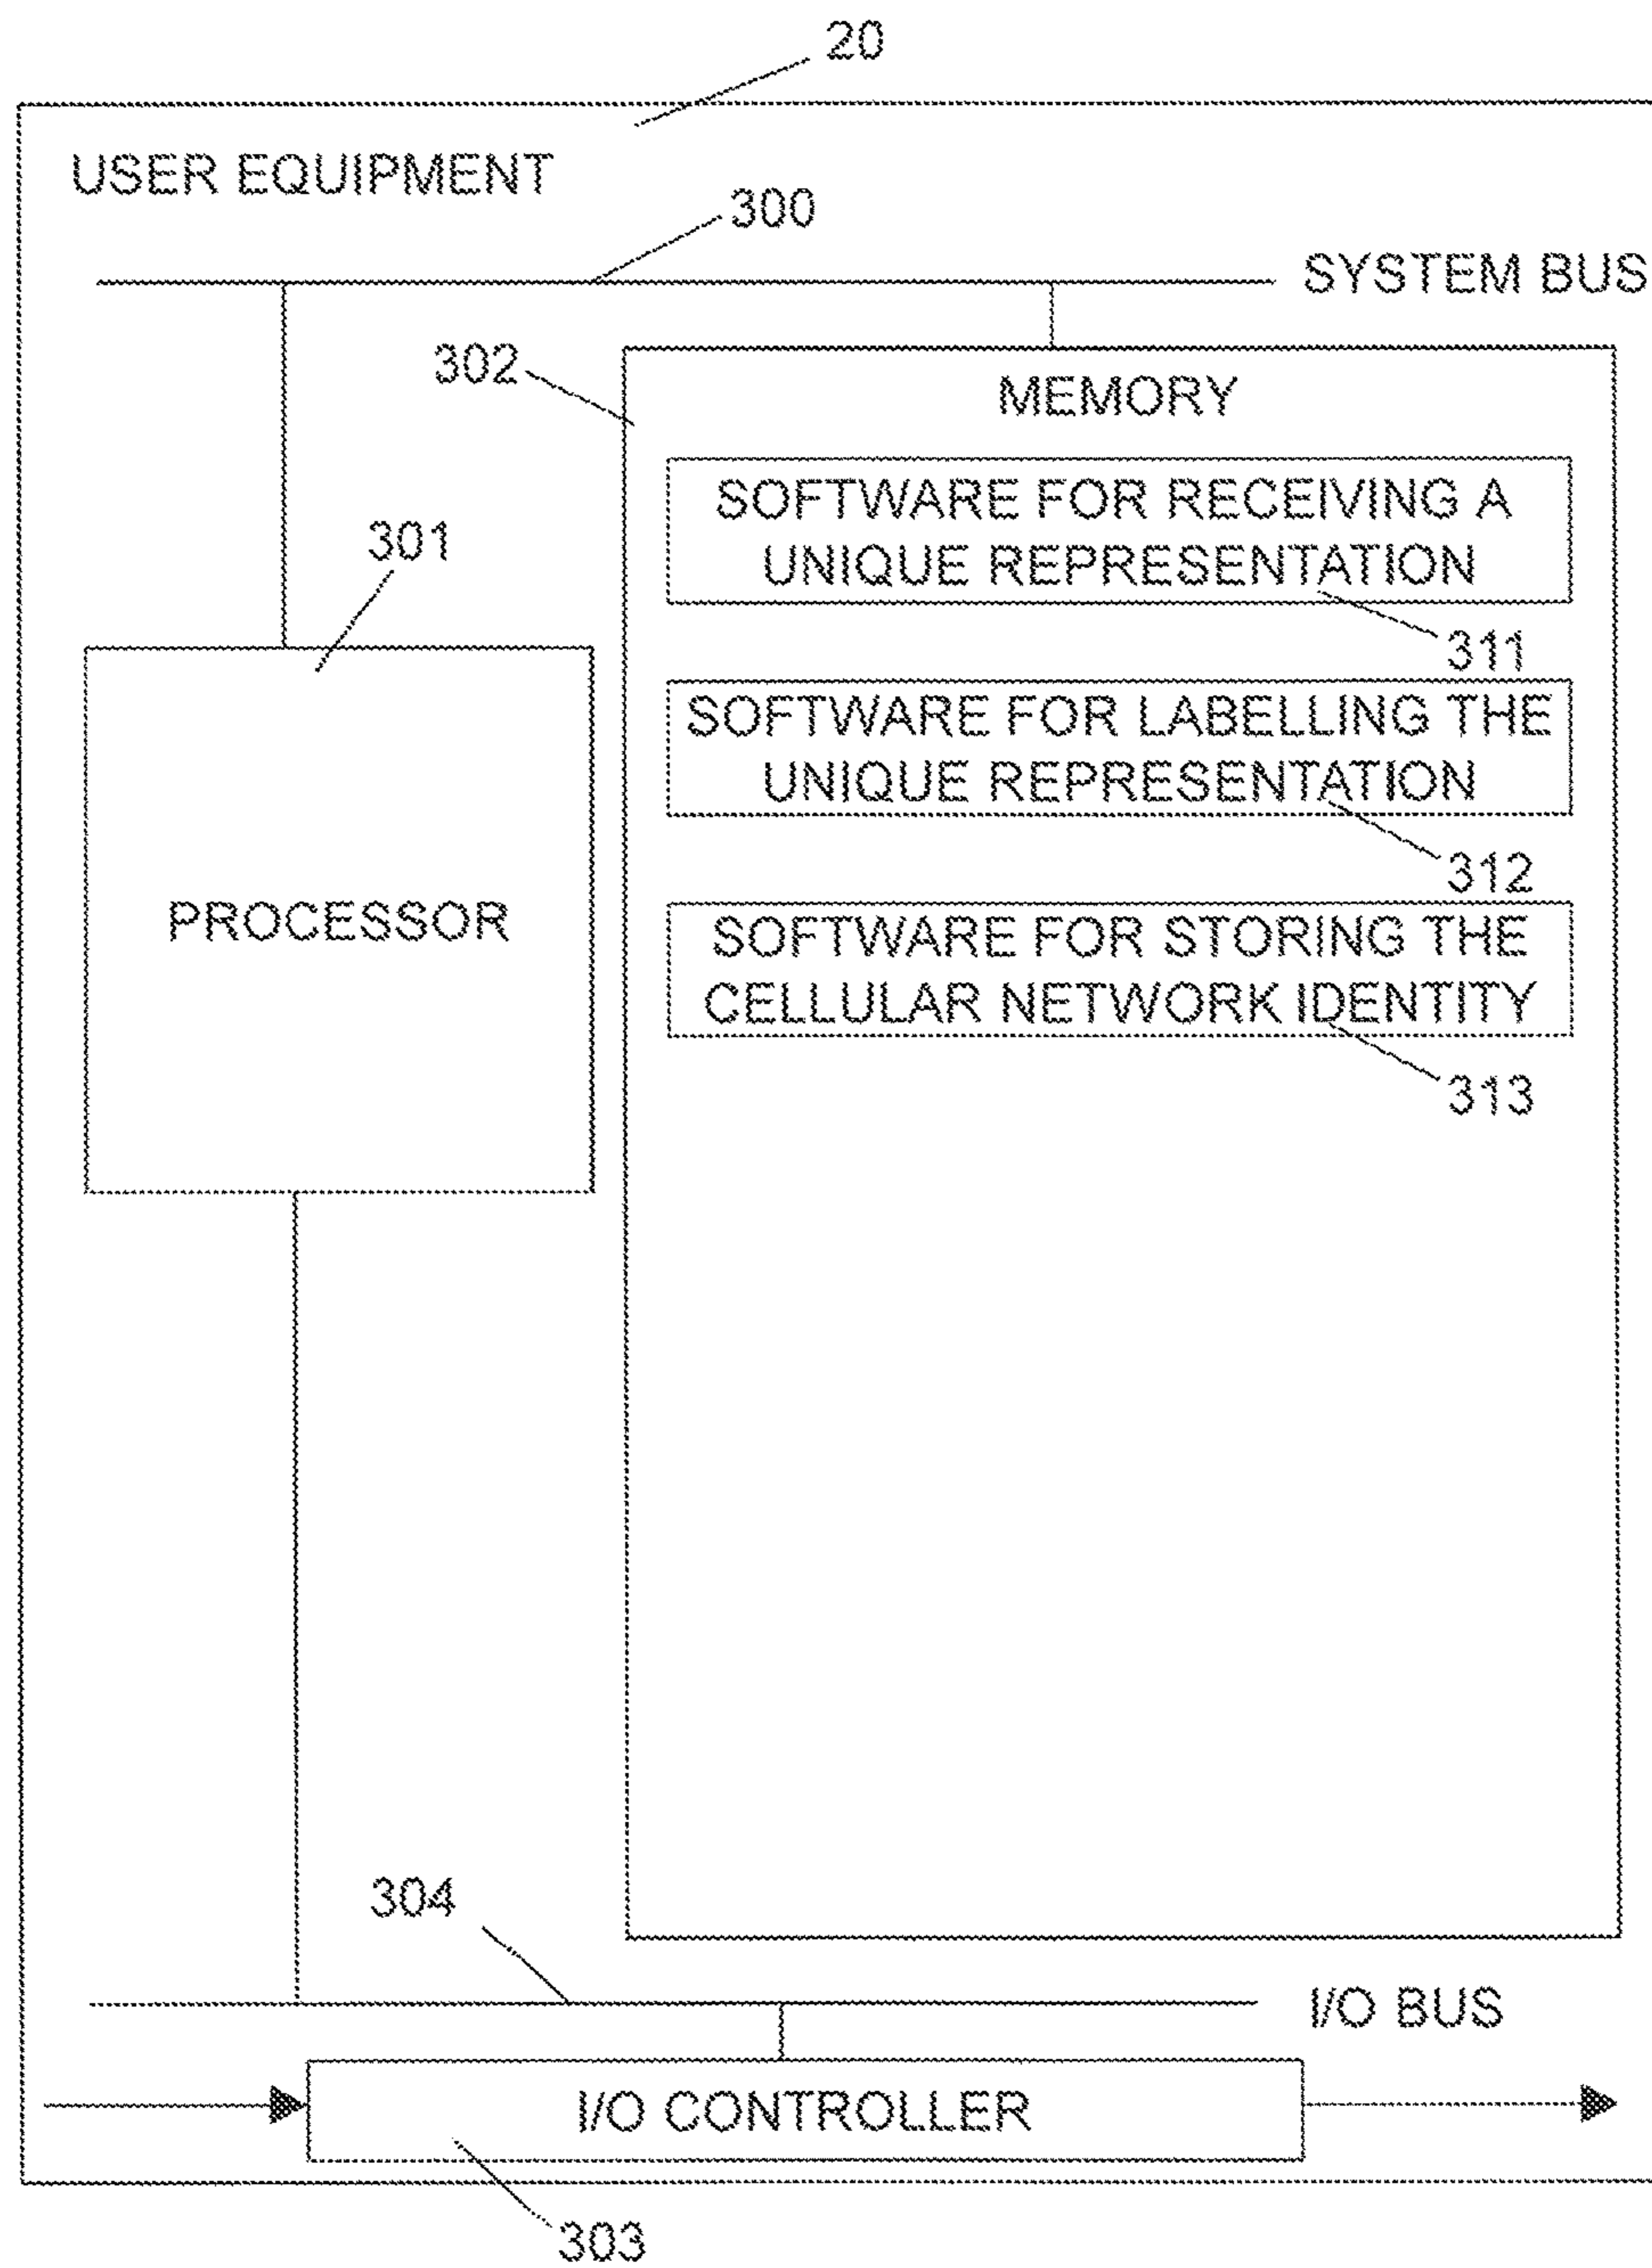 20
USER EQUIPMENT
300
SYSTEM BUS
302
MEMORY
SOFTWARE FOR RECEIVING A
UNIQUE REPRESENTATION
301
311
SOFTWARE FOR LABELLING THE
UNIQUE REPRESENTATION
312
PROCESSOR
SOFTWARE FOR STORING THE
CELLULAR NETWORK IDENTITY
313
304
I/O BUS
I/O CONTROLLER
303